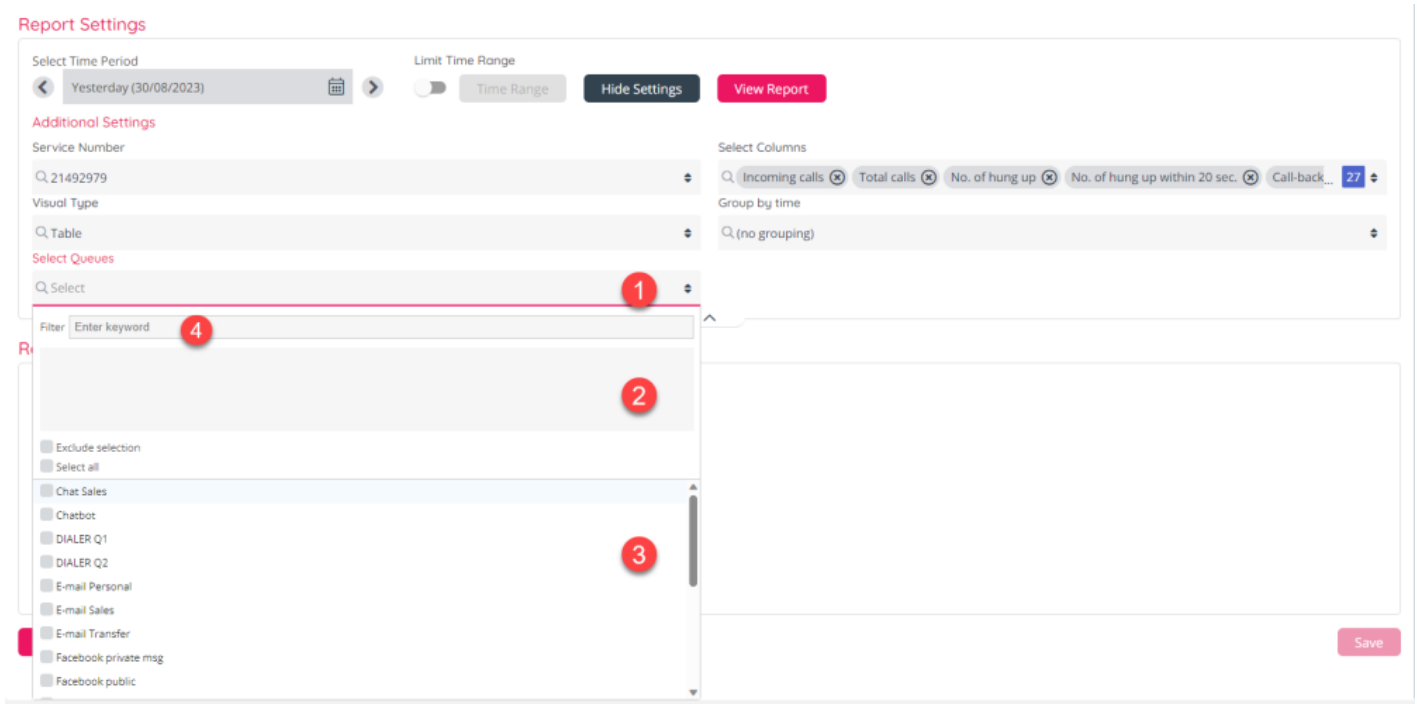 Report Settings
Select Time Period
Limit Time Range
Yesterday (30/08/2023)
Time Range
Hide Settings
View Report
Additional Settings
Service Number
Select Columns
21492979
Incoming calls
Total calls
No. of hung up
No. of hung up within 20 sec.
Call-back...
27
Visual Type
Group by time
Table
(no grouping)
Select Queues
Select
1
Filter
Enter keyword
4
2
Exclude selection
Select all
Chat Sales
Chatbot
DIALER Q1
3
DIALER Q2
E-mail Personal
E-mail Sales
E-mail Transfer
Save
Facebook private msg
Facebook public